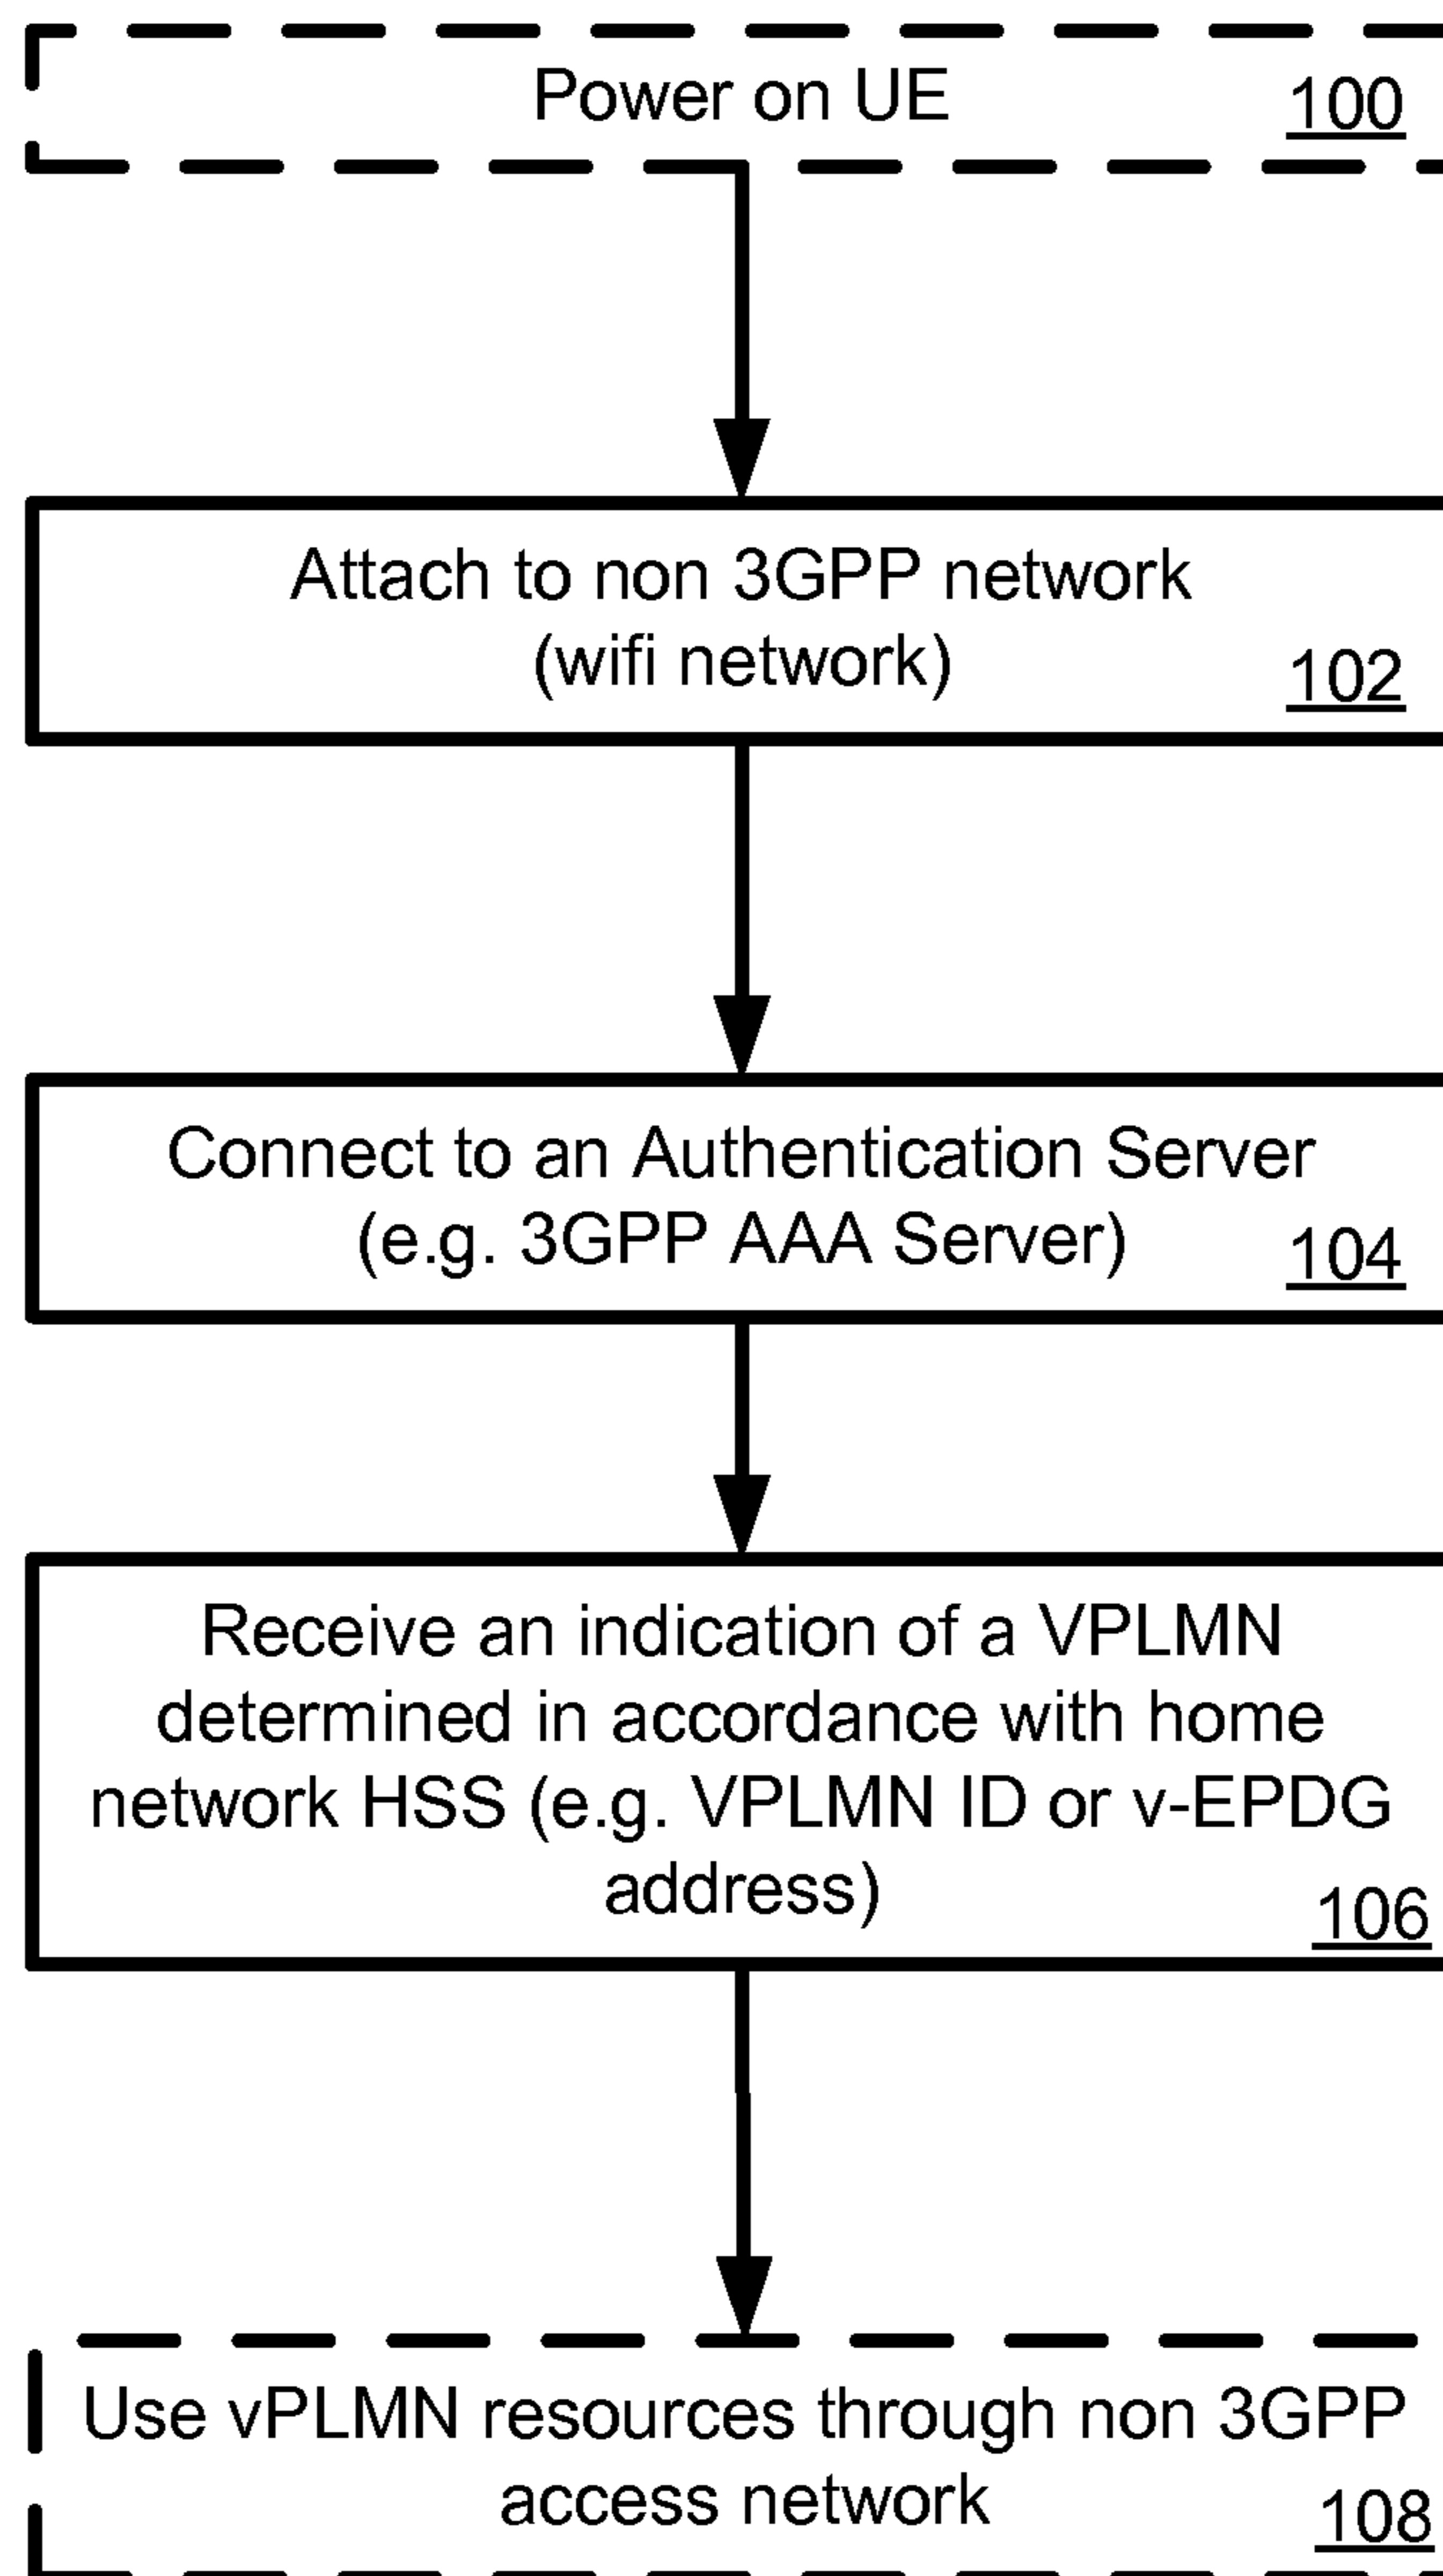 Power on UE
100
Attach to non 3GPP network
(wifi network)
102
Connect to an Authentication Server
(e.g. 3GPP AAA Server)
104
Receive an indication of a VPLMN
determined in accordance with home
network HSS (e.g. VPLMN ID or v-EPDG
address)
106
Use vPLMN resources through non 3GPP
access network
108